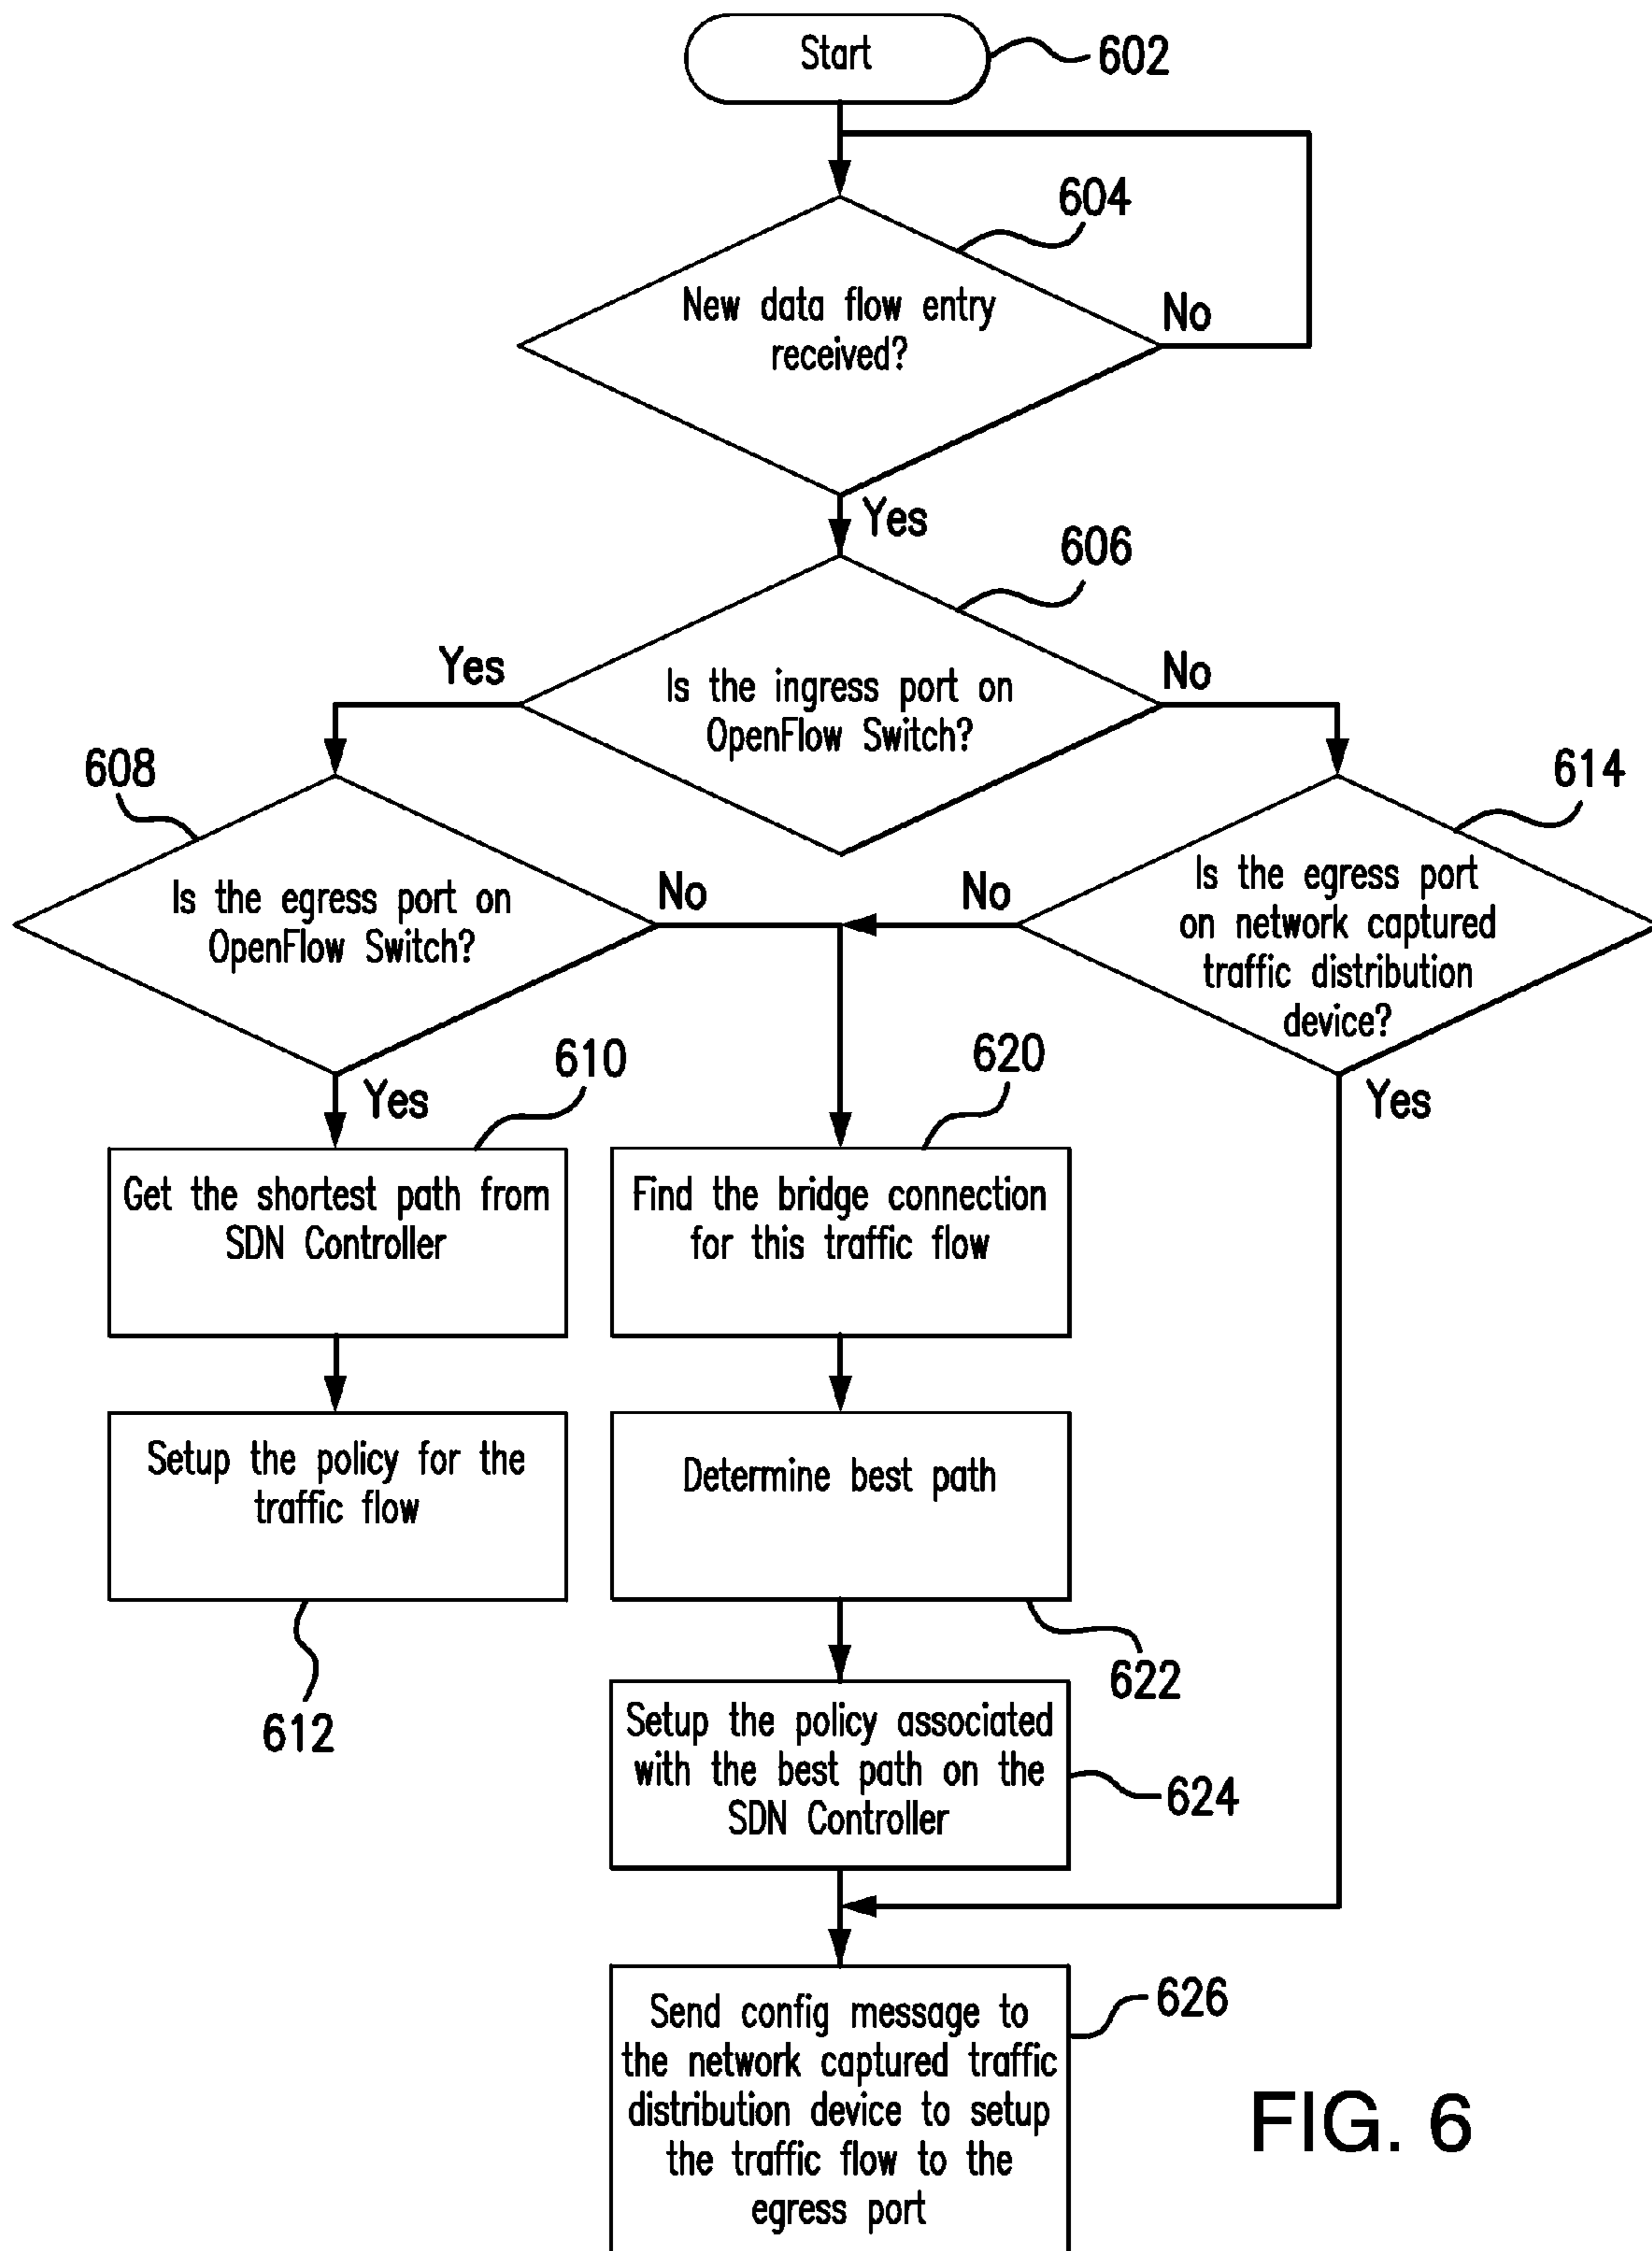 Start
602
604
New data flow entry
received?
No
Yes
606
Yes
Is the ingress port on
OpenFlow Switch?
No
608
614
Is the egress port on
OpenFlow Switch?
No
No
Is the egress port
on network captured
traffic distribution
device?
Yes
610
620
Yes
Get the shortest path from
SDN Controller
Find the bridge connection
for this traffic flow
Setup the policy for the
traffic flow
Determine best path
612
622
Setup the policy associated
with the best path on the
SDN Controller
624
Send config message to
the network captured traffic
distribution device to setup
the traffic flow to the
egress port
626
FIG. 6